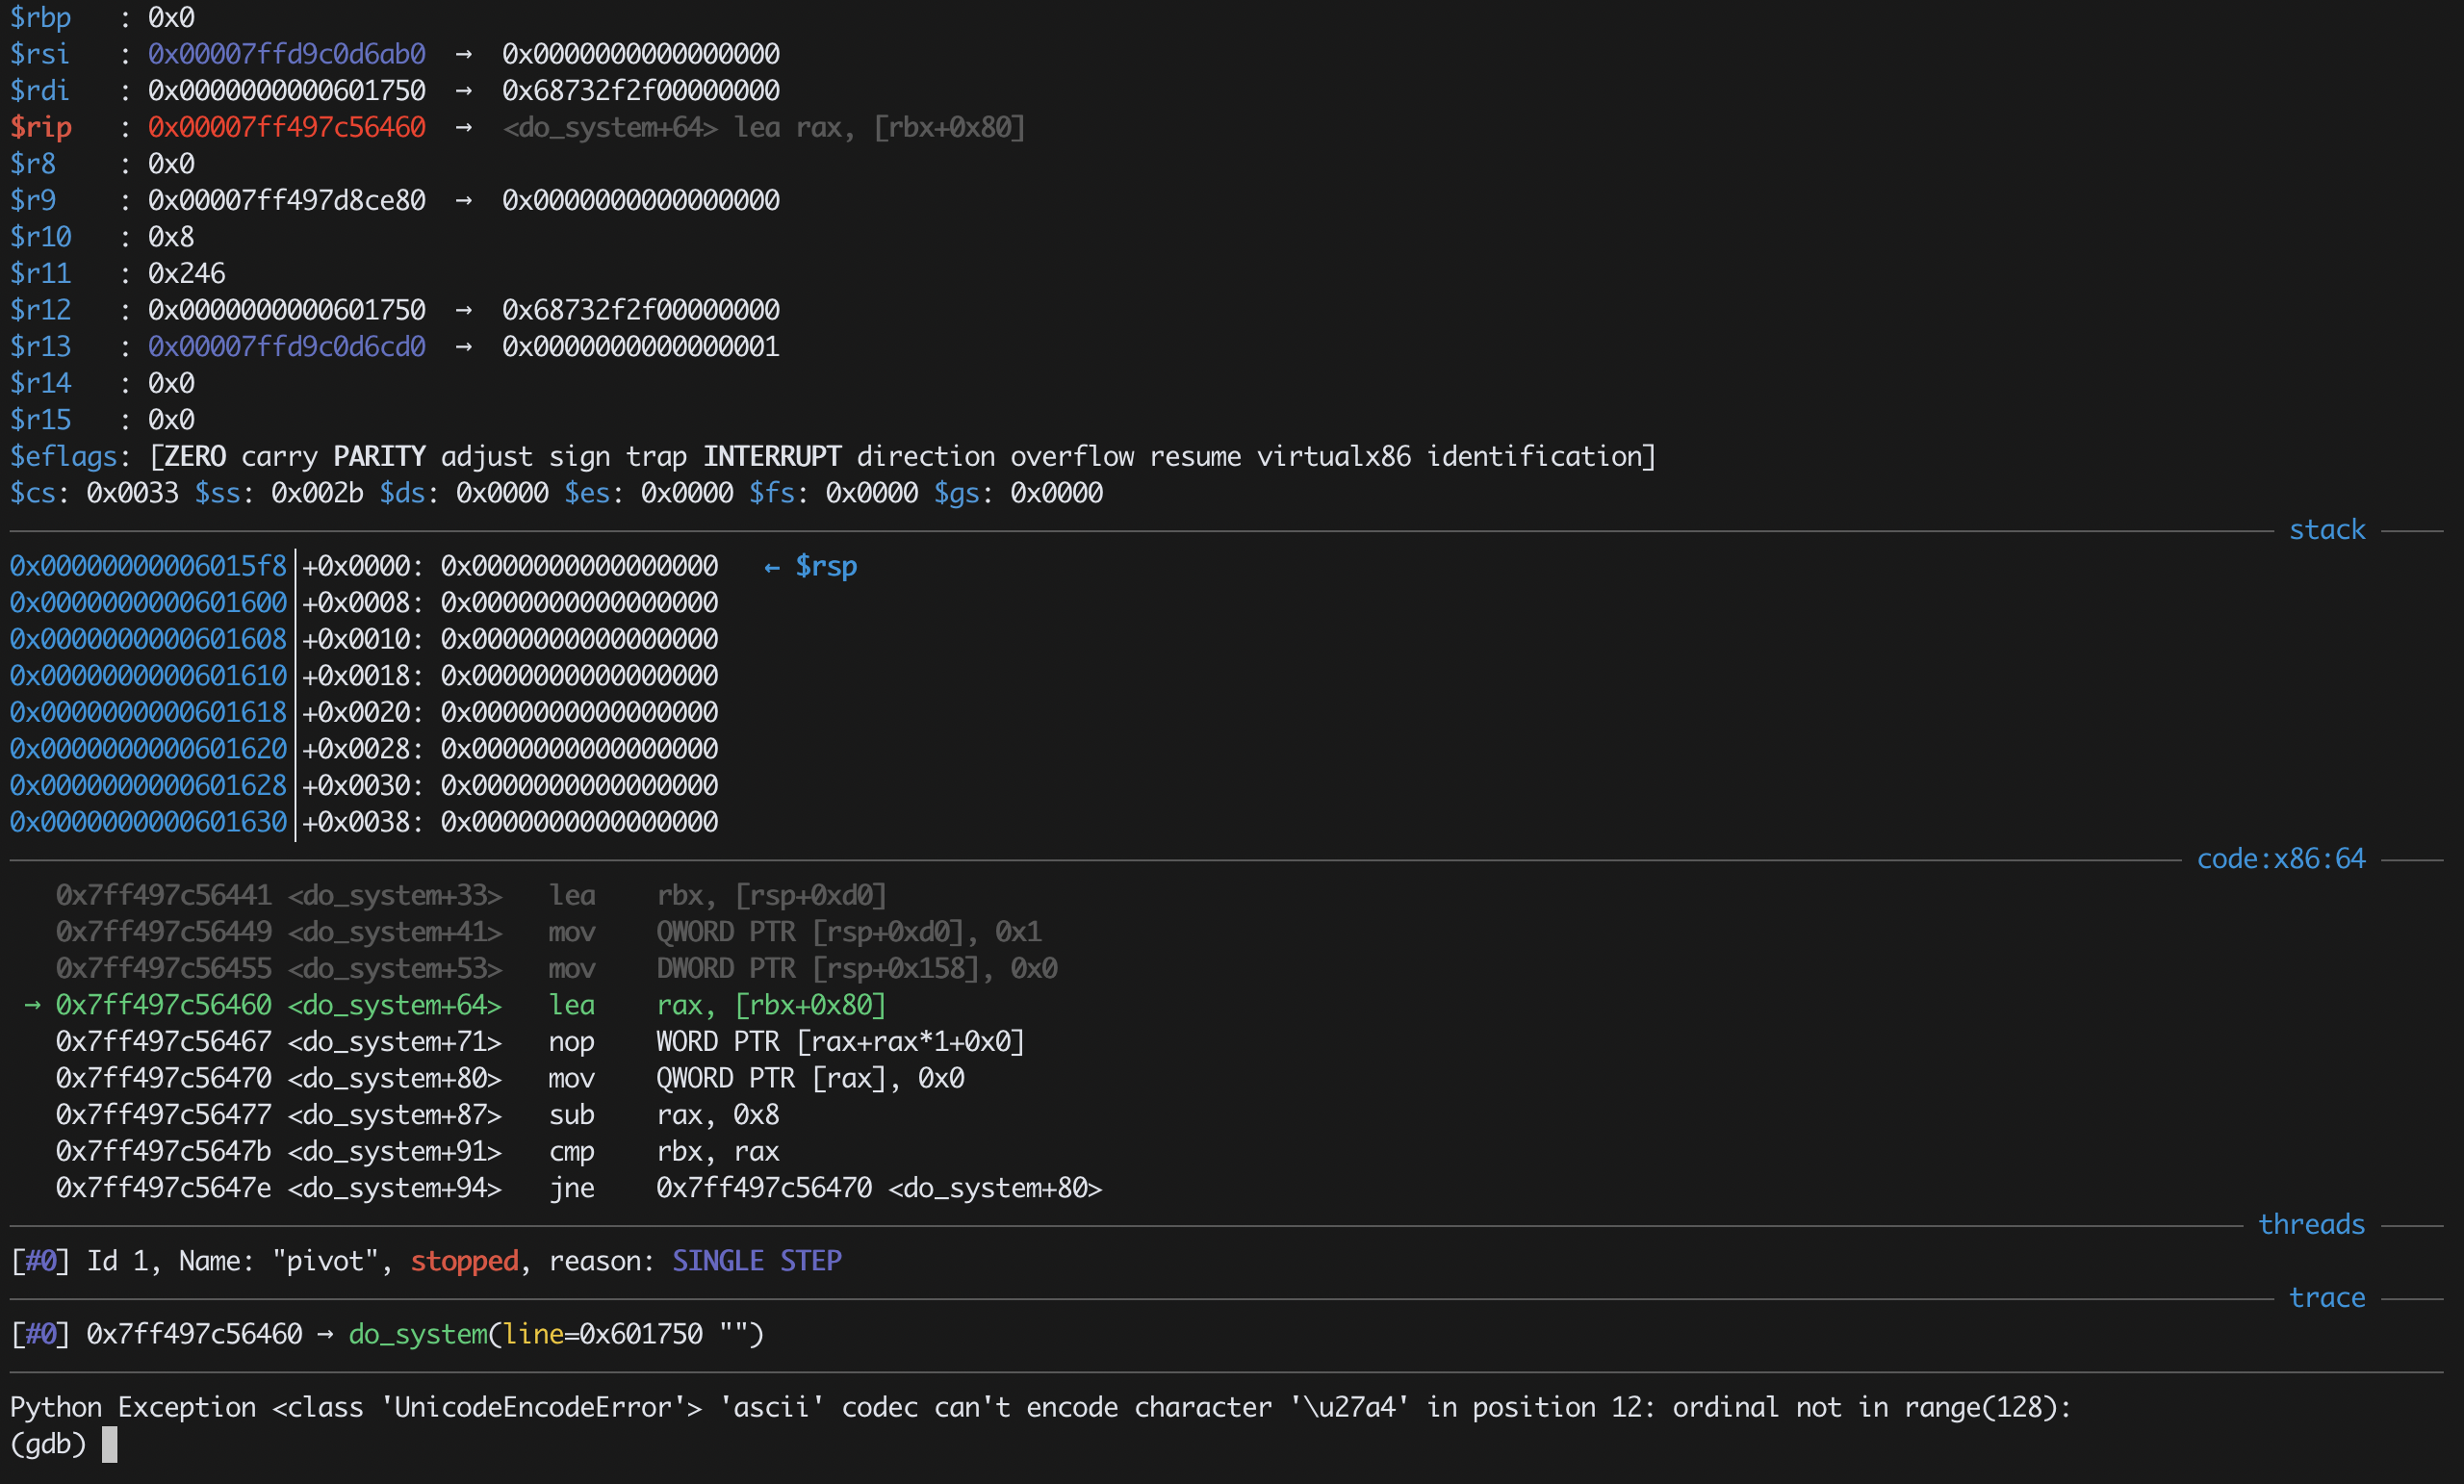 $rbp   : 0x0
$rsi   : 0x00007ffd9c0d6ab0  →  0x0000000000000000
$rdi   : 0x0000000000601750  →  0x68732f2f00000000
$rip   : 0x00007ff497c56460  →  <do_system+64> lea rax, [rbx+0x80]
$r8    : 0x0
$r9    : 0x00007ff497d8ce80  →  0x0000000000000000
$r10   : 0x8
$r11   : 0x246
$r12   : 0x0000000000601750  →  0x68732f2f00000000
$r13   : 0x00007ffd9c0d6cd0  →  0x0000000000000001
$r14   : 0x0
$r15   : 0x0
$eflags: [ZERO carry PARITY adjust sign trap INTERRUPT direction overflow resume virtualx86 identification]
$cs: 0x0033 $ss: 0x002b $ds: 0x0000 $es: 0x0000 $fs: 0x0000 $gs: 0x0000
stack
0x00000000006015f8│+0x0000: 0x0000000000000000   ← $rsp
0x0000000000601600│+0x0008: 0x0000000000000000
0x0000000000601608│+0x0010: 0x0000000000000000
0x0000000000601610│+0x0018: 0x0000000000000000
0x0000000000601618│+0x0020: 0x0000000000000000
0x0000000000601620│+0x0028: 0x0000000000000000
0x0000000000601628│+0x0030: 0x0000000000000000
0x0000000000601630│+0x0038: 0x0000000000000000
code:x86:64
   0x7ff497c56441 <do_system+33>   lea    rbx, [rsp+0xd0]
   0x7ff497c56449 <do_system+41>   mov    QWORD PTR [rsp+0xd0], 0x1
   0x7ff497c56455 <do_system+53>   mov    DWORD PTR [rsp+0x158], 0x0
 → 0x7ff497c56460 <do_system+64>   lea    rax, [rbx+0x80]
   0x7ff497c56467 <do_system+71>   nop    WORD PTR [rax+rax*1+0x0]
   0x7ff497c56470 <do_system+80>   mov    QWORD PTR [rax], 0x0
   0x7ff497c56477 <do_system+87>   sub    rax, 0x8
   0x7ff497c5647b <do_system+91>   cmp    rbx, rax
   0x7ff497c5647e <do_system+94>   jne    0x7ff497c56470 <do_system+80>
threads
[#0] Id 1, Name: "pivot", stopped, reason: SINGLE STEP
trace
[#0] 0x7ff497c56460 → do_system(line=0x601750 "")
Python Exception <class 'UnicodeEncodeError'> 'ascii' codec can't encode character '\u27a4' in position 12: ordinal not in range(128):
(gdb)